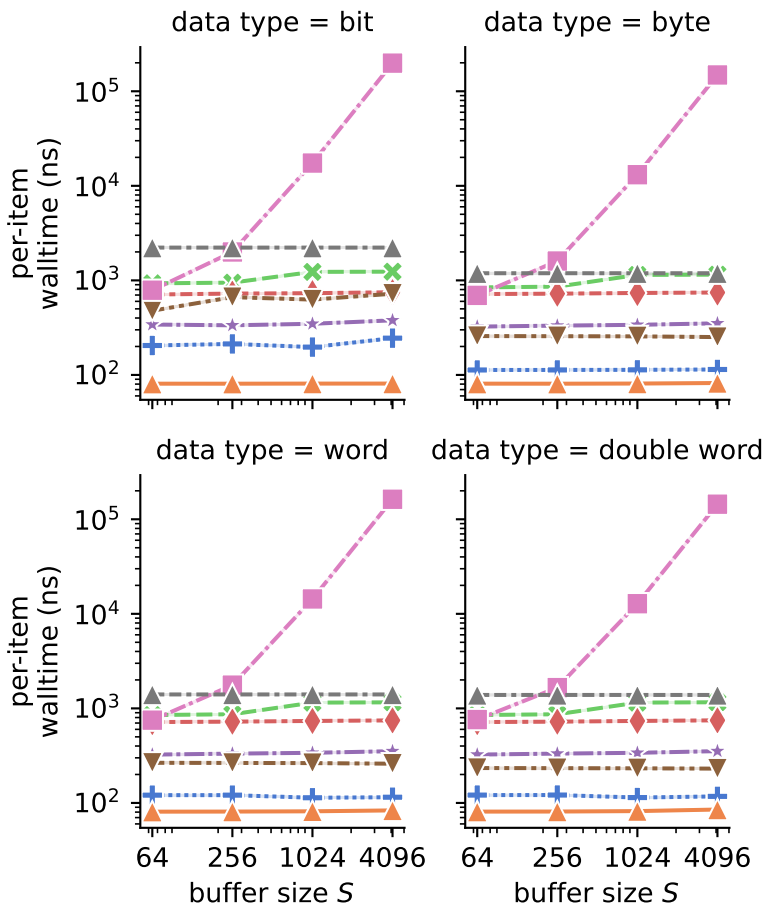 data type = bit
data type = byte
per-item
walltime (ns)
10⁵
10⁴
10³
10²
data type = word
data type = double word
per-item
walltime (ns)
10⁵
10⁴
10³
10²
64 256 1024 4096
64 256 1024 4096
buffer size S
buffer size S